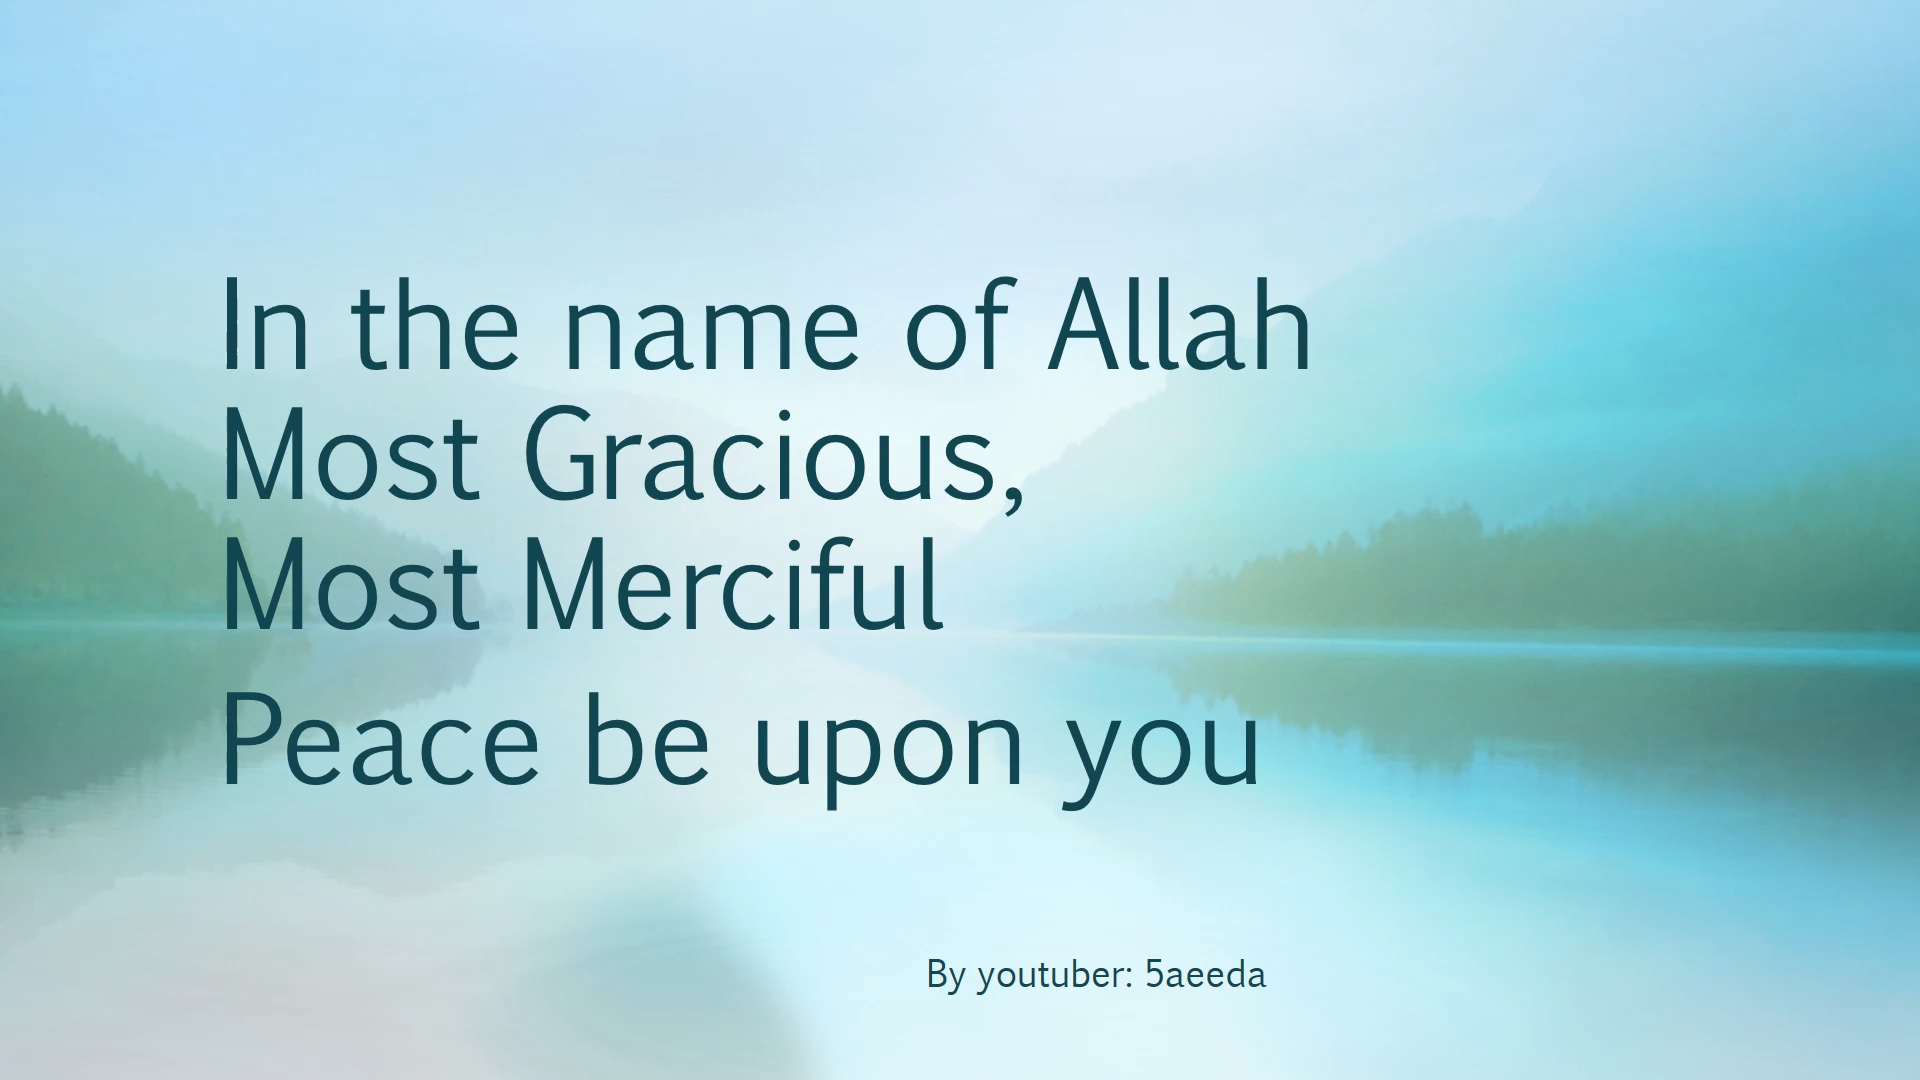 In the name of Allah
Most Gracious,
Most Merciful
Peace be upon you
By youtuber: 5aeeda